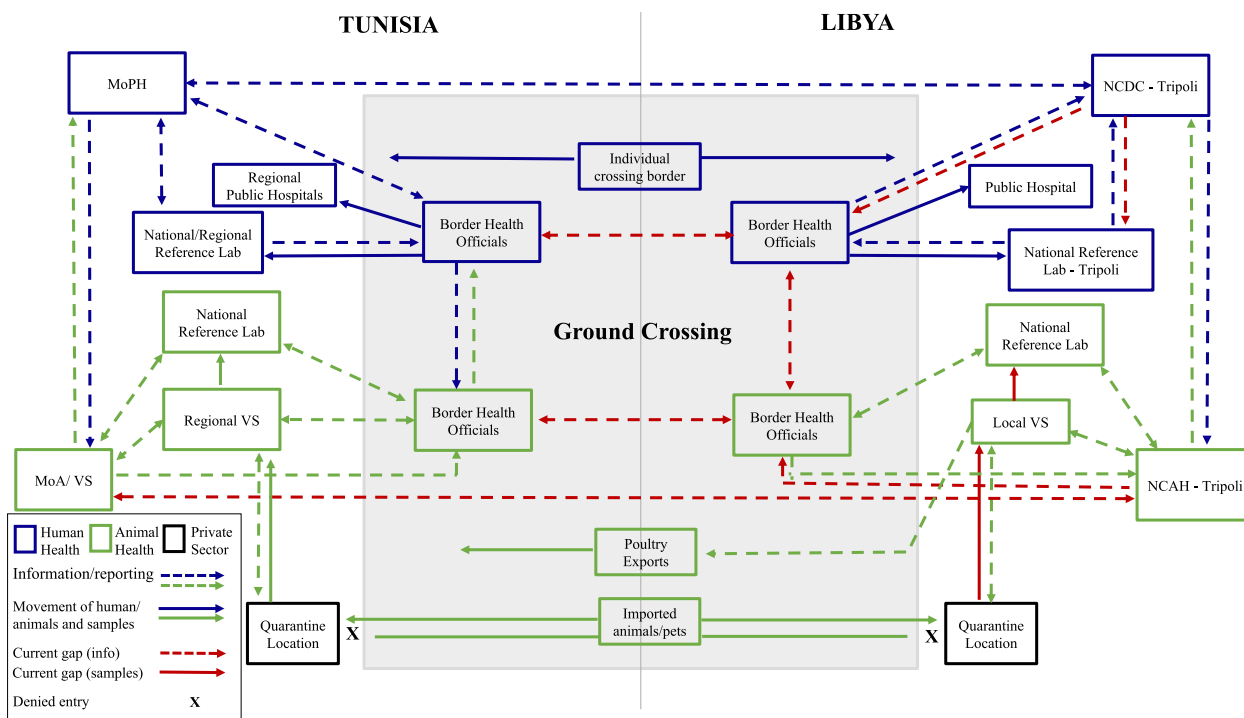 TUNISIA
LIBYA
MoPH
NCDC - Tripoli
Individual
crossing border
Regional
Public Hospitals
Public Hospital
National/Regional
Reference Lab
Border Health
Officials
Border Health
Officials
National Reference
Lab - Tripoli
National
Reference Lab
Ground Crossing
National
Reference Lab
Regional VS
Border Health
Officials
Border Health
Officials
Local VS
MoA/ VS
NCAH - Tripoli
Poultry
Exports
Imported
animals/pets
Quarantine
Location
X
X
Quarantine
Location
Human
Health
Animal
Health
Private
Sector
Information/reporting
Movement of human/
animals and samples
Current gap (info)
Current gap (samples)
Denied entry
X